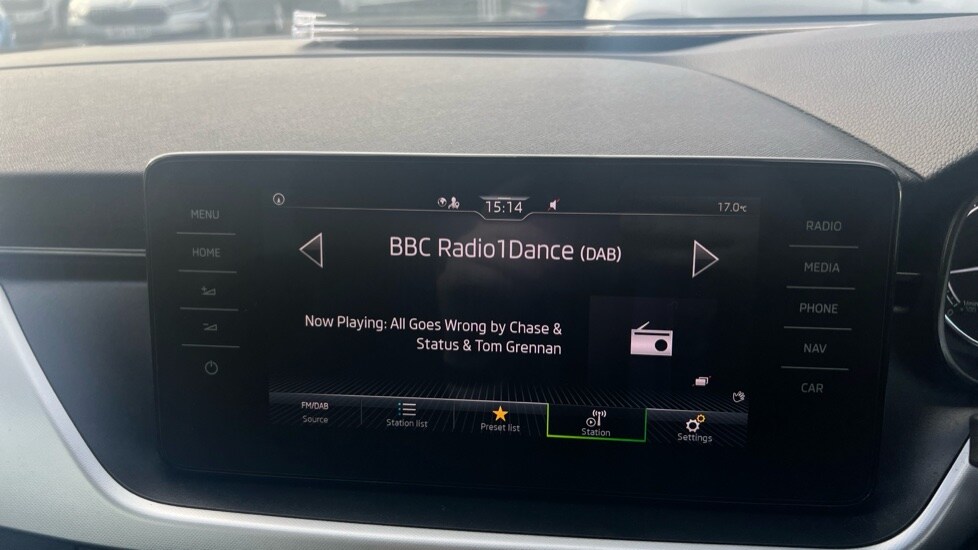 15:14
17.0°C
MENU
HOME
BBC Radio1Dance (DAB)
Now Playing: All Goes Wrong by Chase &
Status & Tom Grennan
FM/DAB
Source
Station list
Preset list
Station
Settings
RADIO
MEDIA
PHONE
NAV
CAR